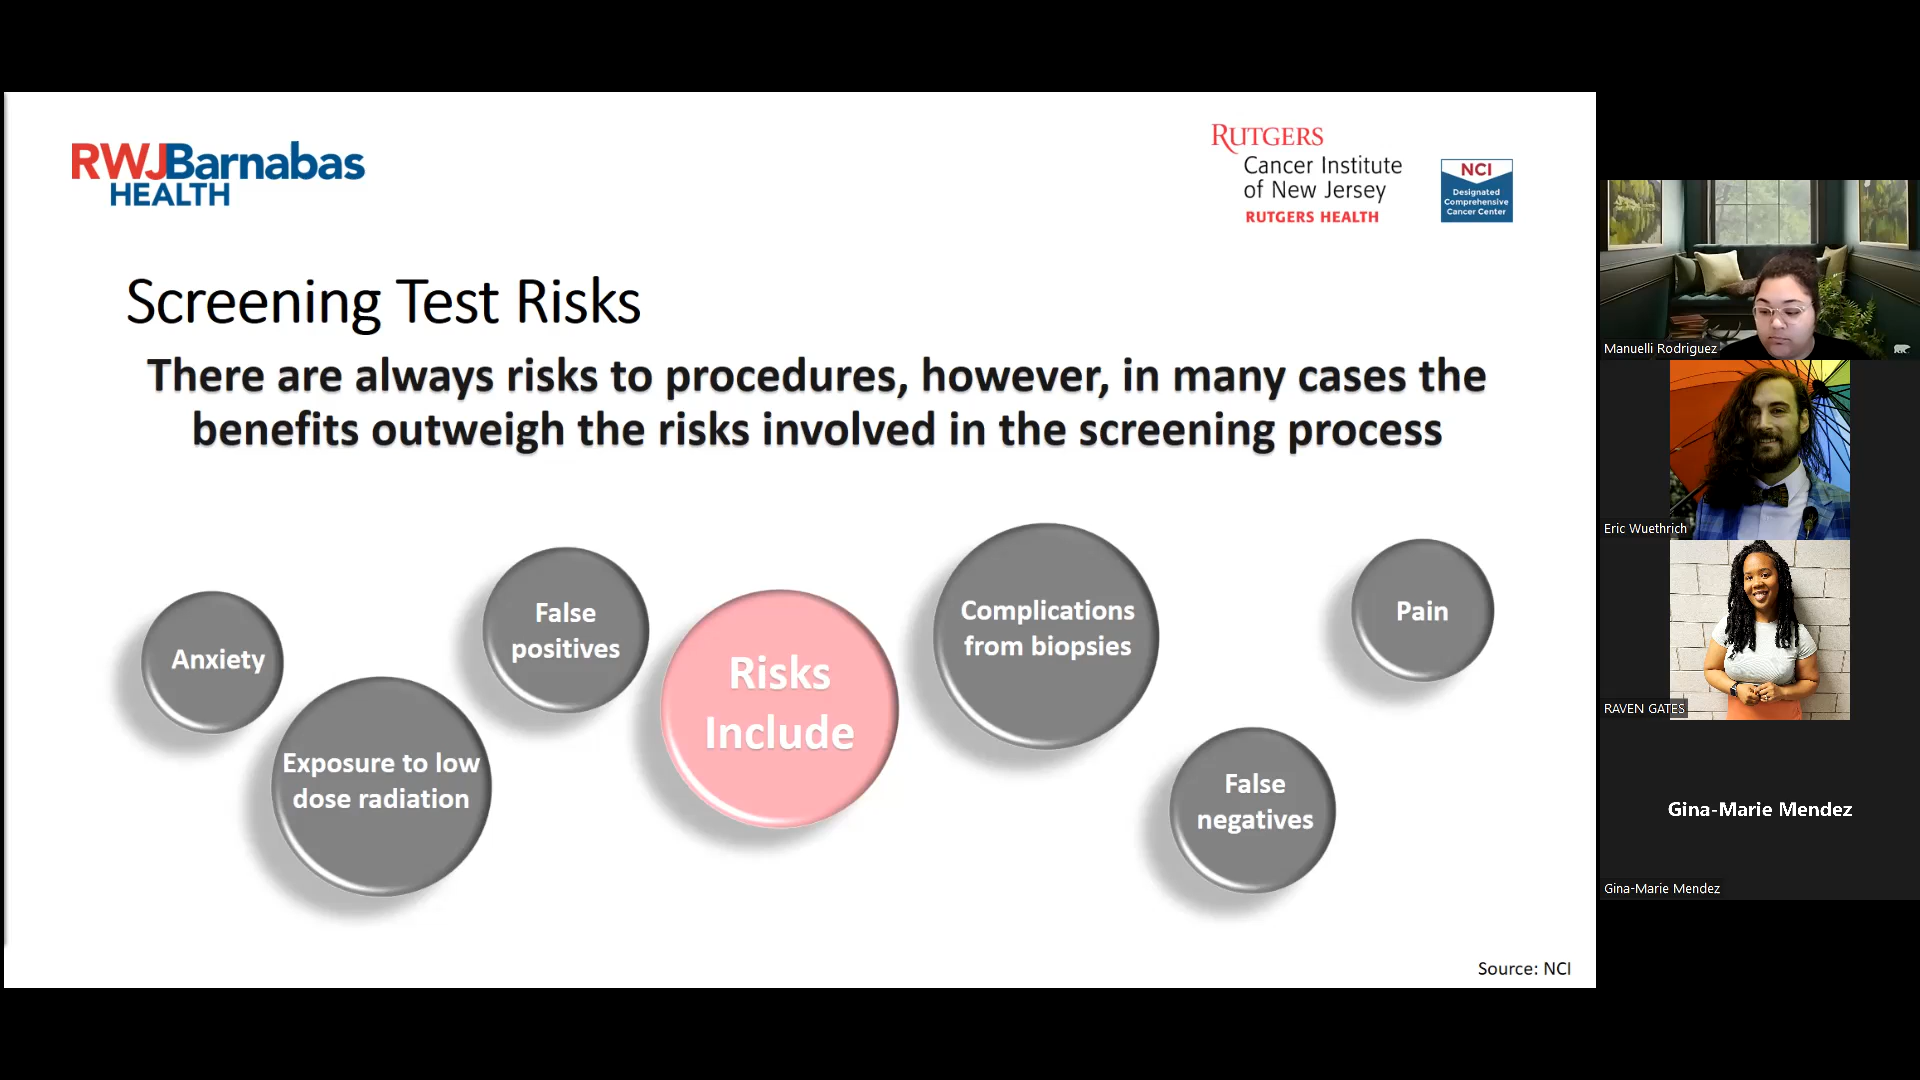 RWJBarnabas
HEALTH
RUTGERS
Cancer Institute
of New Jersey
RUTGERS HEALTH
NCI
Designated
Comprehensive
Cancer Center
Screening Test Risks
There are always risks to procedures, however, in many cases the
benefits outweigh the risks involved in the screening process
Anxiety
Exposure to low
dose radiation
False
positives
Risks
Include
Complications
from biopsies
False
negatives
Pain
Source: NCI
Manuelli Rodriguez
Eric Wuethrich
RAVEN GATES
Gina-Marie Mendez
Gina-Marie Mendez